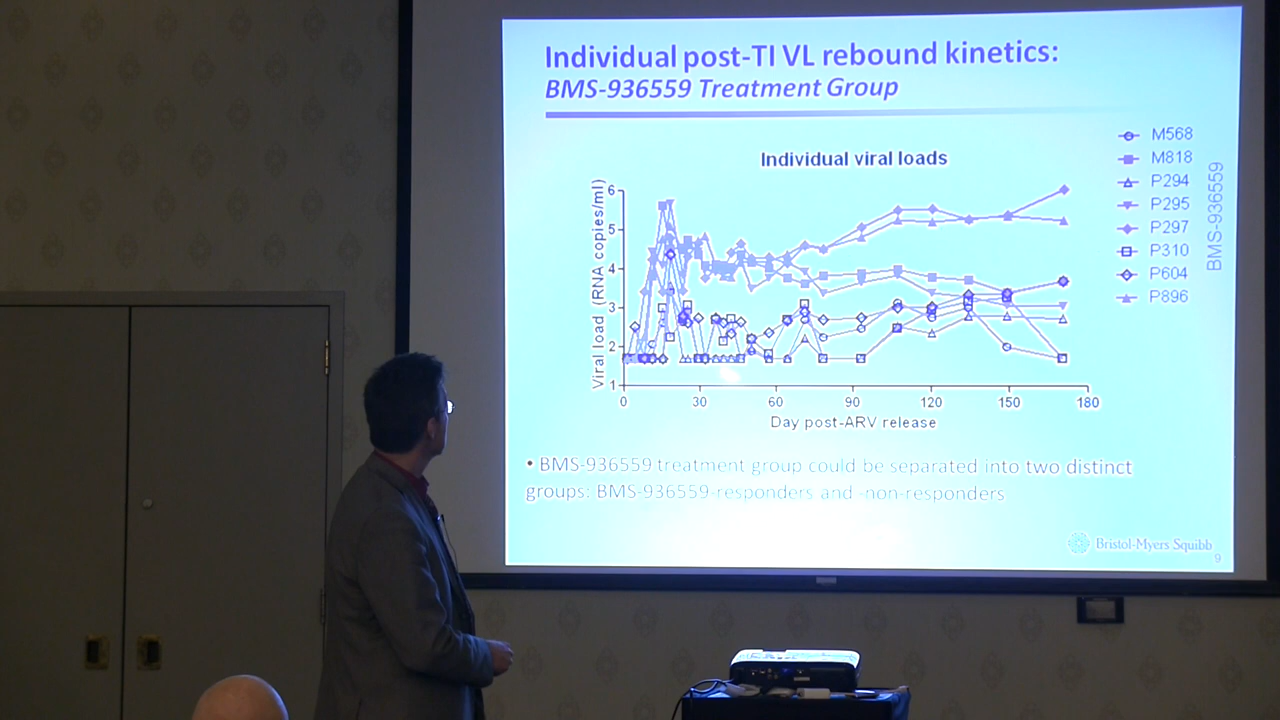 Individual post-TI VL rebound kinetics:
BMS-936559 Treatment Group
Individual viral loads
Viral load (RNA copies/ml)
6
5
4
3
2
1
0 30 60 90 120 150 180
Day post-ARV release
M568
M818
P294
P295
P297
P310
P604
P896
BMS-936559
• BMS-936559 treatment group could be separated into two distinct
groups: BMS-936559-responders and -non-responders
Bristol-Myers Squibb
9